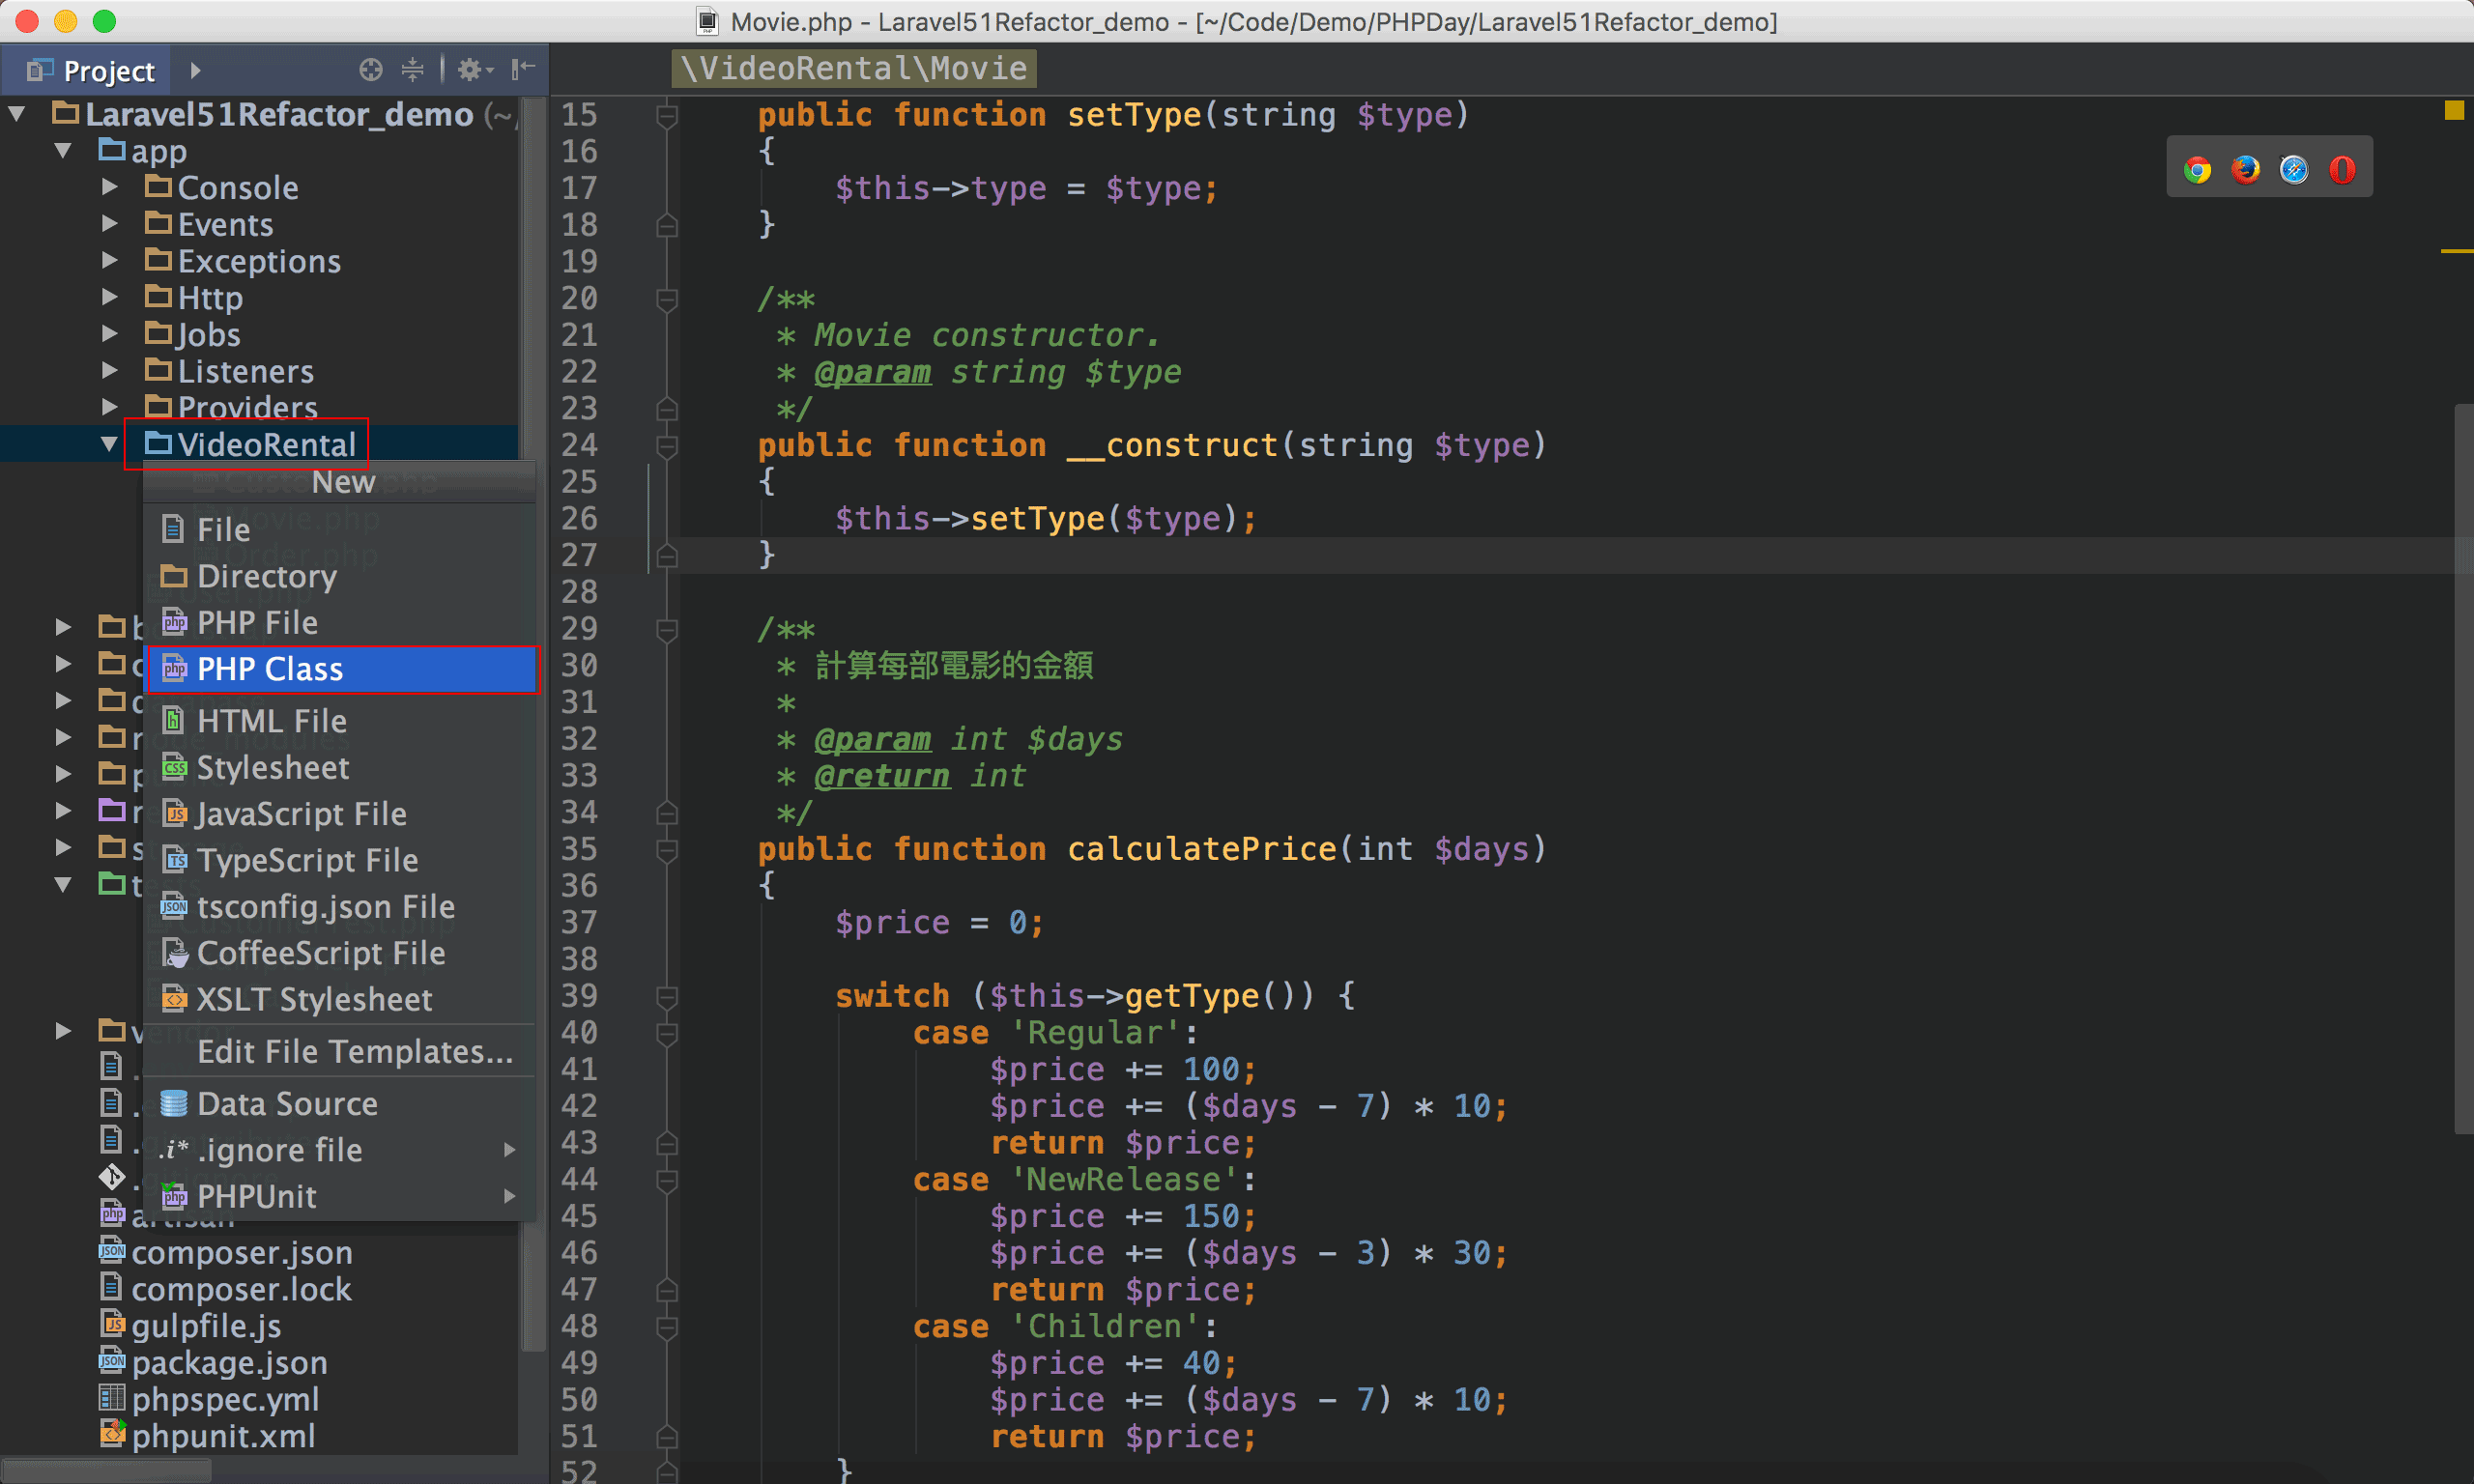 Movie.php - Laravel51Refactor_demo - [~/Code/Demo/PHPDay/Laravel51Refactor_demo]
Project
\VideoRental\Movie
Laravel51Refactor_demo (~/
app
Console
Events
Exceptions
Http
Jobs
Listeners
Providers
VideoRental
New
File
Directory
PHP File
PHP Class
HTML File
Stylesheet
JavaScript File
TypeScript File
tsconfig.json File
CoffeeScript File
XSLT Stylesheet
Edit File Templates...
Data Source
.ignore file
PHPUnit
artisan
composer.json
composer.lock
gulpfile.js
package.json
phpspec.yml
phpunit.xml
15 public function setType(string $type)
16 {
17 $this->type = $type;
18 }
19
20 /**
21 * Movie constructor.
22 * @param string $type
23 */
24 public function __construct(string $type)
25 {
26 $this->setType($type);
27 }
28
29 /**
30 * 計算每部電影的金額
31 *
32 * @param int $days
33 * @return int
34 */
35 public function calculatePrice(int $days)
36 {
37 $price = 0;
38
39 switch ($this->getType()) {
40 case 'Regular':
41 $price += 100;
42 $price += ($days - 7) * 10;
43 return $price;
44 case 'NewRelease':
45 $price += 150;
46 $price += ($days - 3) * 30;
47 return $price;
48 case 'Children':
49 $price += 40;
50 $price += ($days - 7) * 10;
51 return $price;
52 }